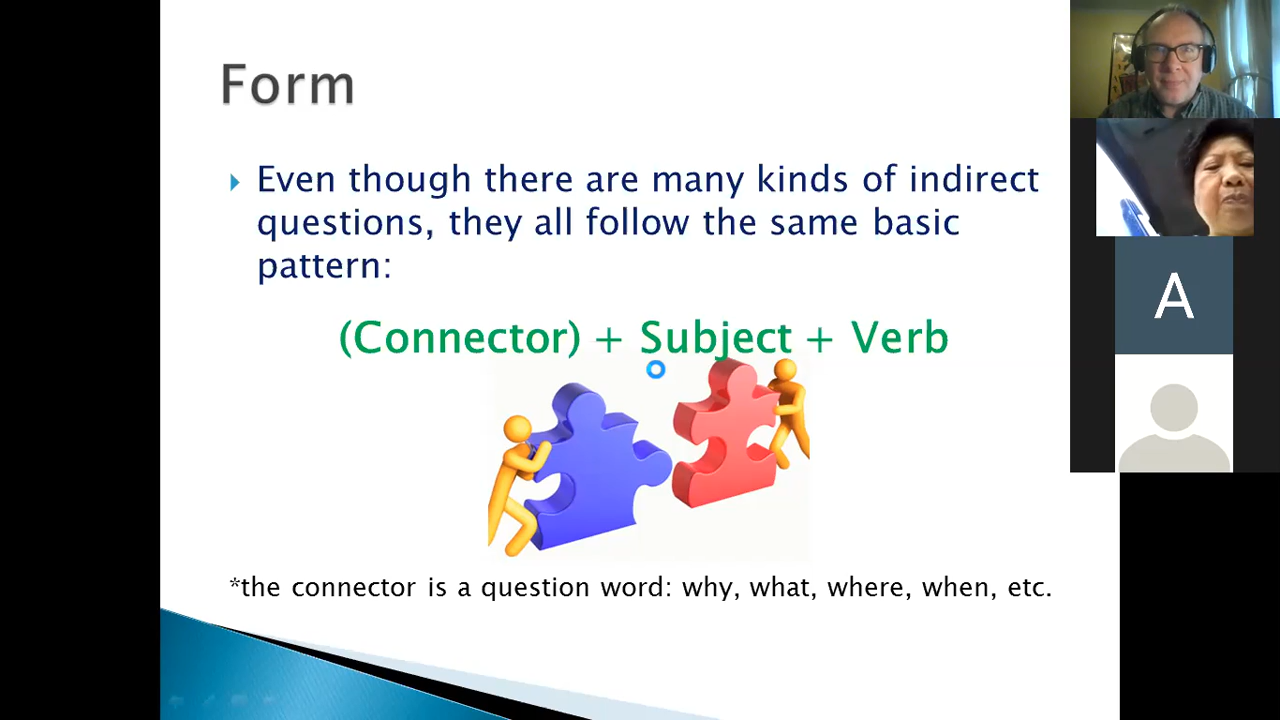 Form
Even though there are many kinds of indirect
questions, they all follow the same basic
pattern:
(Connector) + Subject + Verb
*the connector is a question word: why, what, where, when, etc.
A